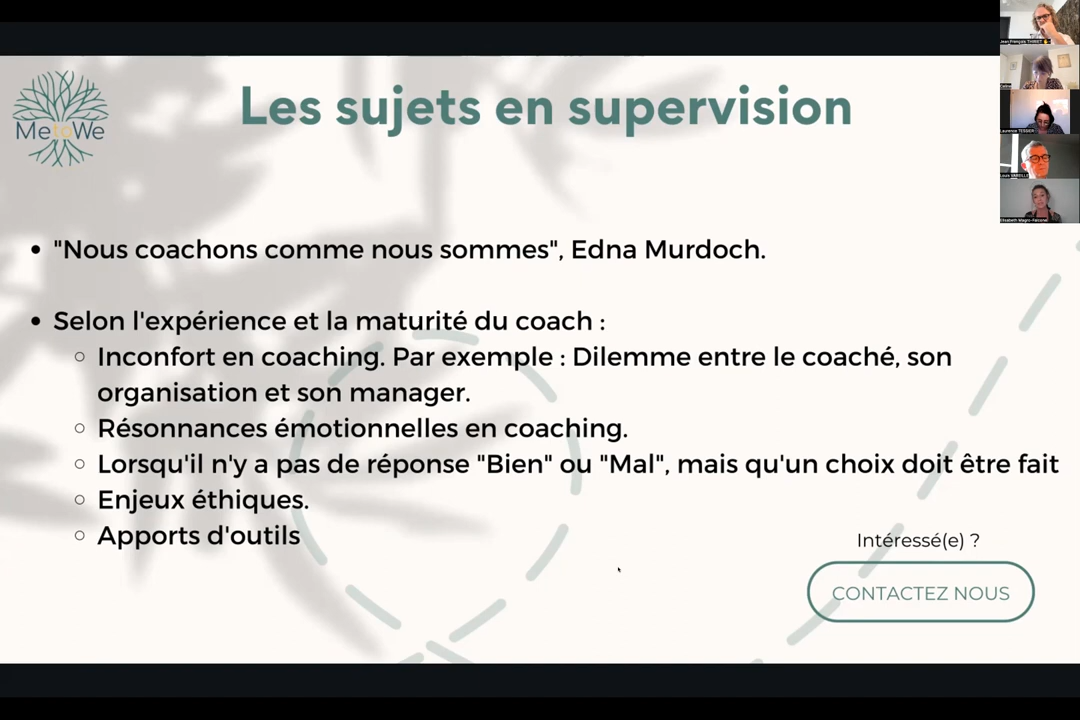 MetoWe
Les sujets en supervision
"Nous coachons comme nous sommes", Edna Murdoch.
Selon l'expérience et la maturité du coach :
Inconfort en coaching. Par exemple : Dilemme entre le coaché, son
organisation et son manager.
Résonnances émotionnelles en coaching.
Lorsqu'il n'y a pas de réponse "Bien" ou "Mal", mais qu'un choix doit être fait
Enjeux éthiques.
Apports d'outils
Intéressé(e) ?
CONTACTEZ NOUS
Laurence TESSIER